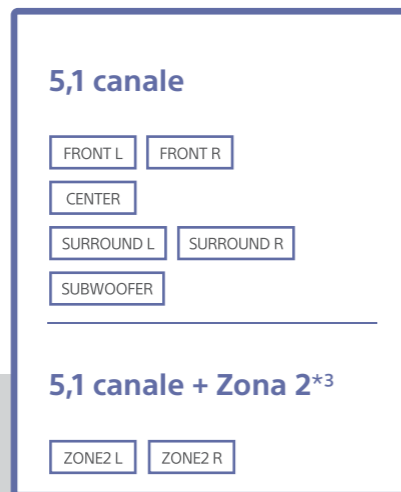 5,1 canale
FRONT L FRONT R
CENTER
SURROUND L SURROUND R
SUBWOOFER
5,1 canale + Zona 2*3
ZONE2 L ZONE2 R